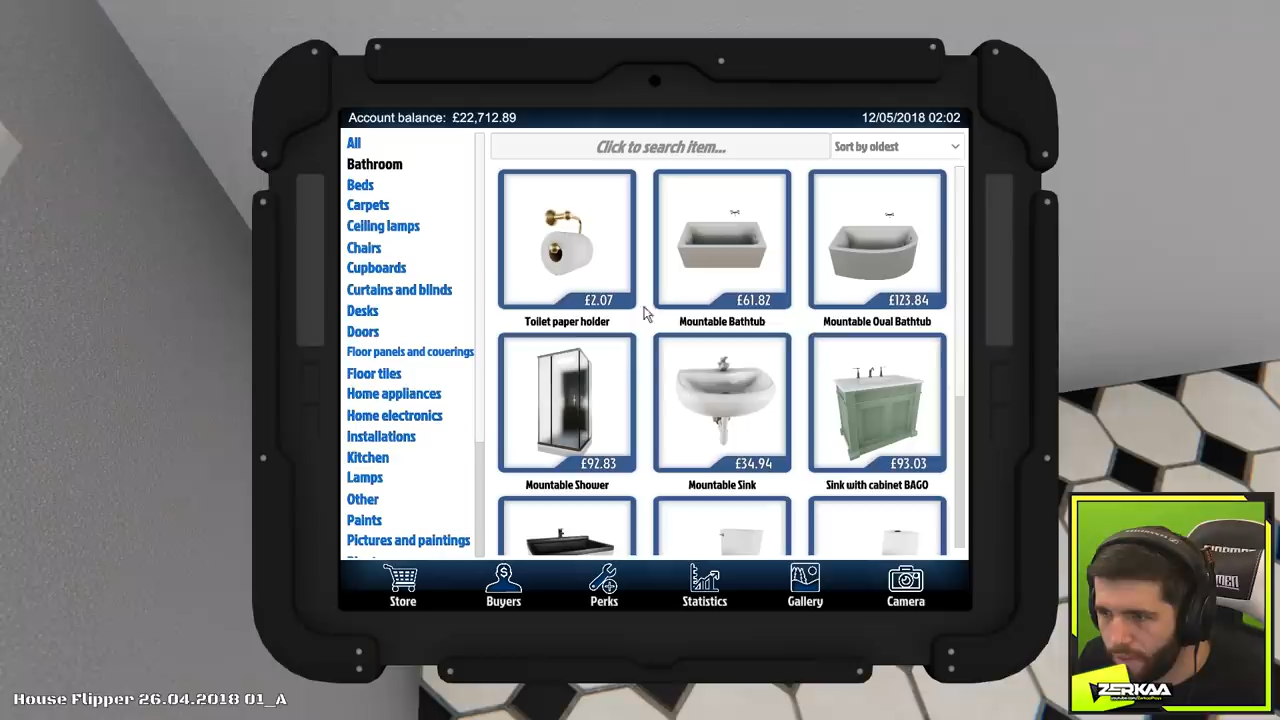 Account balance: £22,712.89
12/05/2018 02:02
All
Bathroom
Beds
Carpets
Ceiling lamps
Chairs
Cupboards
Curtains and blinds
Desks
Doors
Floor panels and coverings
Floor tiles
Home appliances
Home electronics
Installations
Kitchen
Lamps
Other
Paints
Pictures and paintings
Click to search item...
Sort by oldest
£2.07
£61.82
£123.84
Toilet paper holder
Mountable Bathtub
Mountable Oval Bathtub
£92.83
£34.94
£93.03
Mountable Shower
Mountable Sink
Sink with cabinet BAGO
Store
Buyers
Perks
Statistics
Gallery
Camera
House Flipper 26.04.2018 01_A
ZERKAA